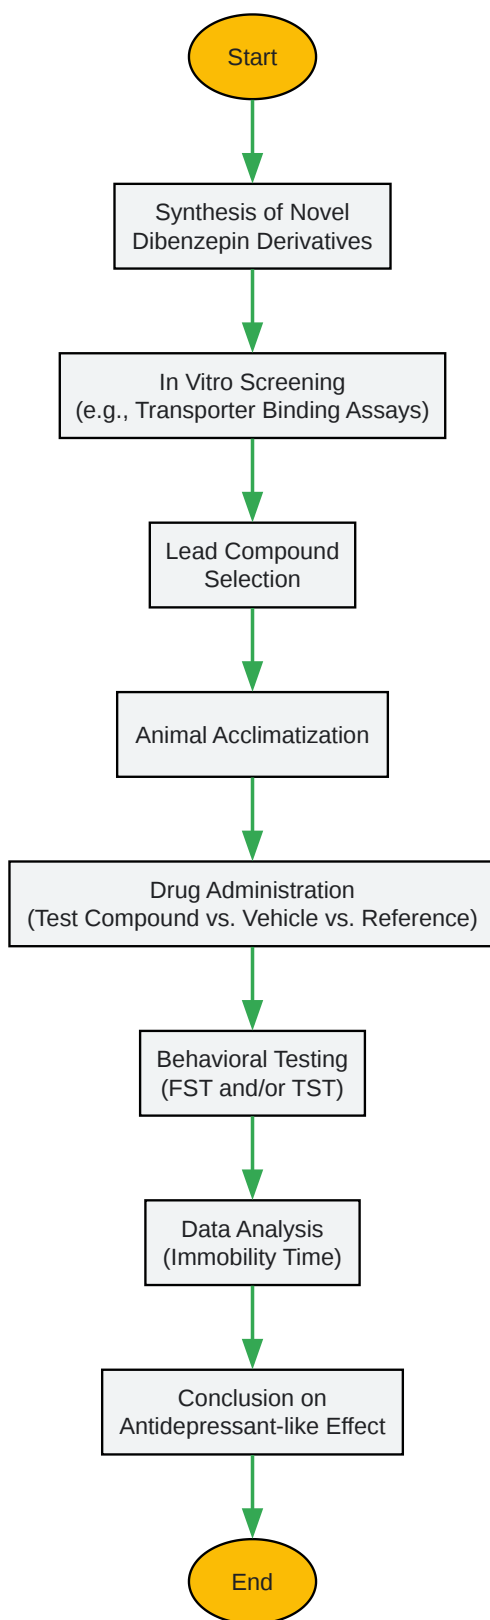 Start
Synthesis of Novel
Dibenzepin Derivatives
In Vitro Screening
(e.g., Transporter Binding Assays)
Lead Compound
Selection
Animal Acclimatization
Drug Administration
(Test Compound vs. Vehicle vs. Reference)
Behavioral Testing
(FST and/or TST)
Data Analysis
(Immobility Time)
Conclusion on
Antidepressant-like Effect
End